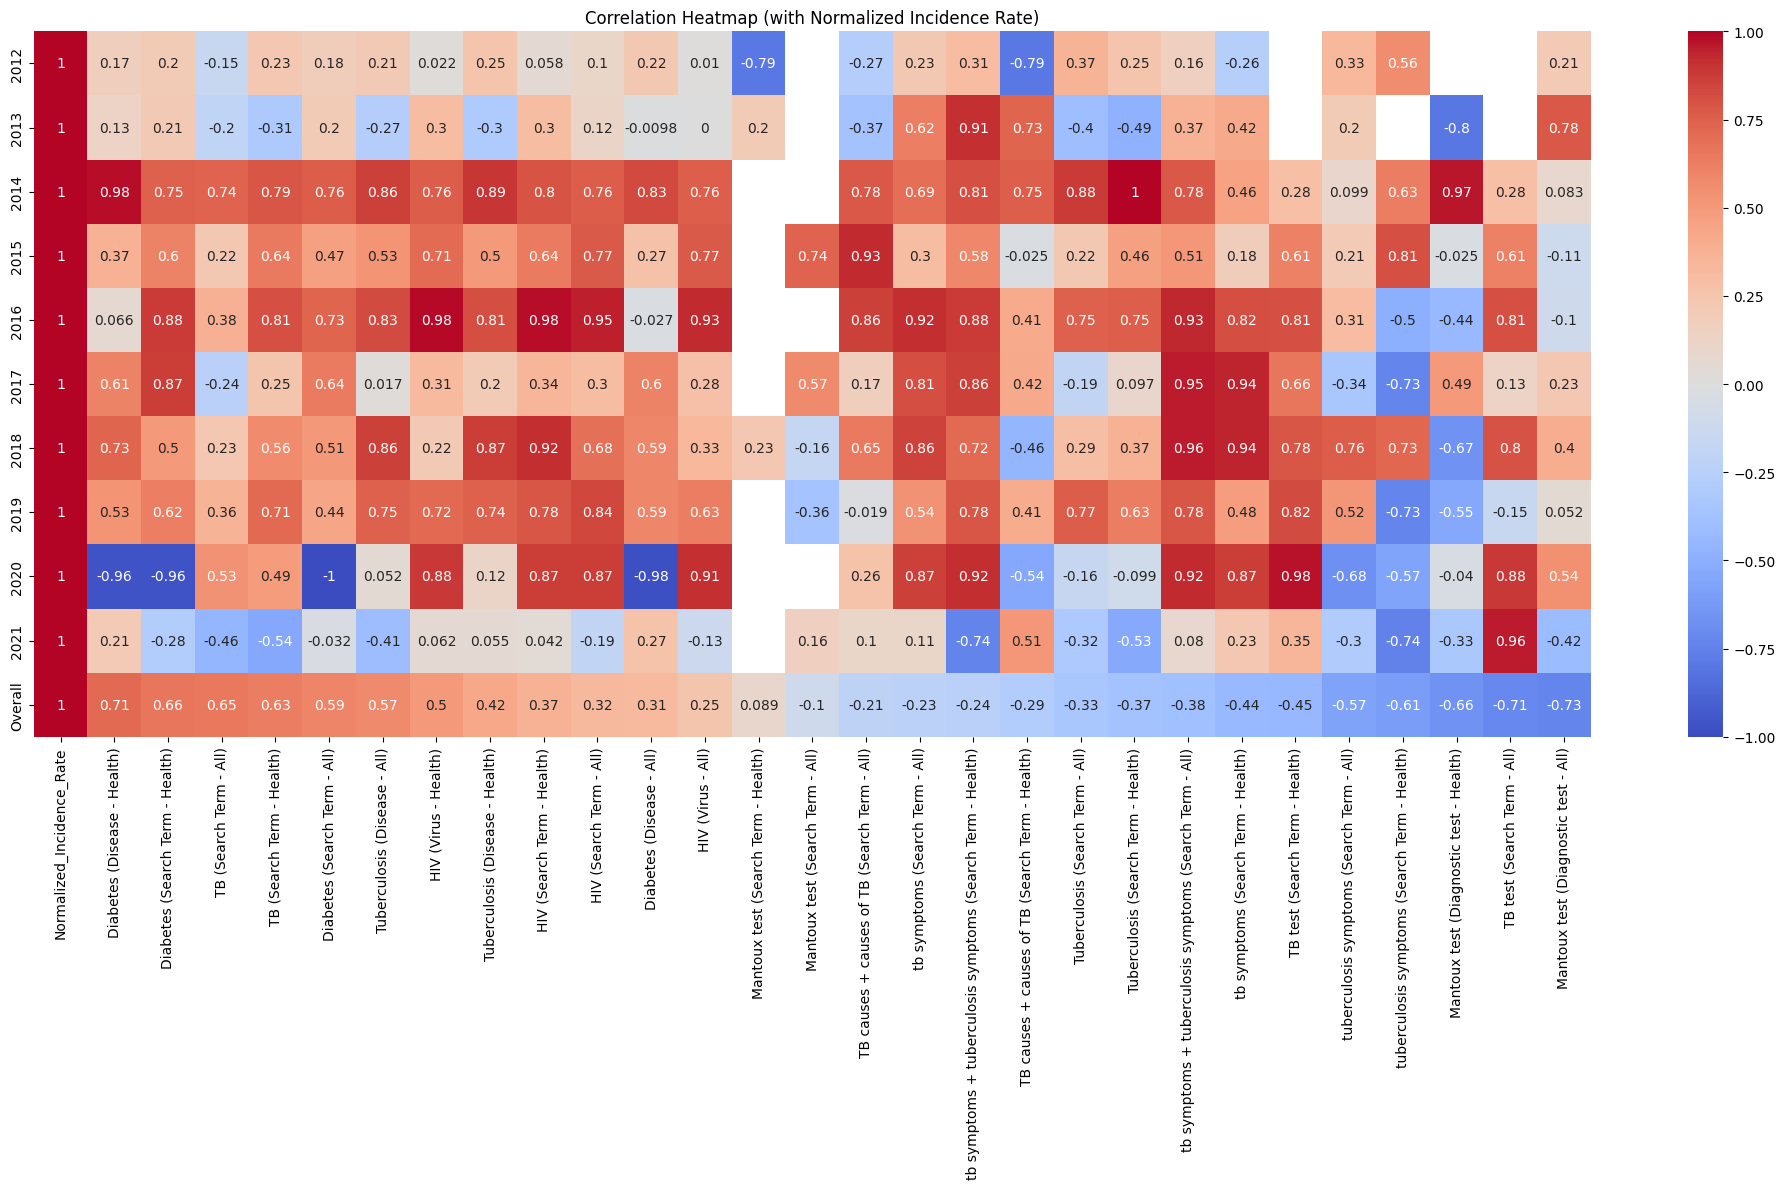 Correlation Heatmap (with Normalized Incidence Rate)
2012 1 0.17 0.2 -0.15 0.23 0.18 0.21 0.022 0.25 0.058 0.1 0.22 0.01 -0.79 -0.27 0.23 0.31 -0.79 0.37 0.25 0.16 -0.26 0.33 0.56 0.21
2013 1 0.13 0.21 -0.2 -0.31 0.2 -0.27 0.3 -0.3 0.3 0.12 -0.0098 0 0.2 -0.37 0.62 0.91 0.73 -0.4 -0.49 0.37 0.42 0.2 -0.8 0.78
2014 1 0.98 0.75 0.74 0.79 0.76 0.86 0.76 0.89 0.8 0.76 0.83 0.76 0.78 0.69 0.81 0.75 0.88 1 0.78 0.46 0.28 0.099 0.63 0.97 0.28 0.083
2015 1 0.37 0.6 0.22 0.64 0.47 0.53 0.71 0.5 0.64 0.77 0.27 0.77 0.74 0.93 0.3 0.58 -0.025 0.22 0.46 0.51 0.18 0.61 0.21 0.81 -0.025 0.61 -0.11
2016 1 0.066 0.88 0.38 0.81 0.73 0.83 0.98 0.81 0.98 0.95 -0.027 0.93 0.86 0.92 0.88 0.41 0.75 0.75 0.93 0.82 0.81 0.31 -0.5 -0.44 0.81 -0.1
2017 1 0.61 0.87 -0.24 0.25 0.64 0.017 0.31 0.2 0.34 0.3 0.6 0.28 0.57 0.17 0.81 0.86 0.42 -0.19 0.097 0.95 0.94 0.66 -0.34 -0.73 0.49 0.13 0.23
2018 1 0.73 0.5 0.23 0.56 0.51 0.86 0.22 0.87 0.92 0.68 0.59 0.33 0.23 -0.16 0.65 0.86 0.72 -0.46 0.29 0.37 0.96 0.94 0.78 0.76 0.73 -0.67 0.8 0.4
2019 1 0.53 0.62 0.36 0.71 0.44 0.75 0.72 0.74 0.78 0.84 0.59 0.63 -0.36 -0.019 0.54 0.78 0.41 0.77 0.63 0.78 0.48 0.82 0.52 -0.73 -0.55 -0.15 0.052
2020 1 -0.96 -0.96 0.53 0.49 -1 0.052 0.88 0.12 0.87 0.87 -0.98 0.91 0.26 0.87 0.92 -0.54 -0.16 -0.099 0.92 0.87 0.98 -0.68 -0.57 -0.04 0.88 0.54
2021 1 0.21 -0.28 -0.46 -0.54 -0.032 -0.41 0.062 0.055 0.042 -0.19 0.27 -0.13 0.16 0.1 0.11 -0.74 0.51 -0.32 -0.53 0.08 0.23 0.35 -0.3 -0.74 -0.33 0.96 -0.42
Overall 1 0.71 0.66 0.65 0.63 0.59 0.57 0.5 0.42 0.37 0.32 0.31 0.25 0.089 -0.1 -0.21 -0.23 -0.24 -0.29 -0.33 -0.37 -0.38 -0.44 -0.45 -0.57 -0.61 -0.66 -0.71 -0.73
Normalized_Incidence_Rate
Diabetes (Disease - Health)
Diabetes (Search Term - Health)
TB (Search Term - All)
TB (Search Term - Health)
Diabetes (Search Term - All)
Tuberculosis (Disease - All)
HIV (Virus - Health)
Tuberculosis (Disease - Health)
HIV (Search Term - Health)
HIV (Search Term - All)
Diabetes (Disease - All)
HIV (Virus - All)
Mantoux test (Search Term - Health)
Mantoux test (Search Term - All)
TB causes + causes of TB (Search Term - All)
tb symptoms (Search Term - All)
tb symptoms + tuberculosis symptoms (Search Term - Health)
TB causes + causes of TB (Search Term - Health)
Tuberculosis (Search Term - All)
Tuberculosis (Search Term - Health)
tb symptoms + tuberculosis symptoms (Search Term - All)
tb symptoms (Search Term - Health)
TB test (Search Term - Health)
tuberculosis symptoms (Search Term - All)
tuberculosis symptoms (Search Term - Health)
Mantoux test (Diagnostic test - Health)
TB test (Search Term - All)
Mantoux test (Diagnostic test - All)
1.00
0.75
0.50
0.25
0.00
−0.25
−0.50
−0.75
−1.00